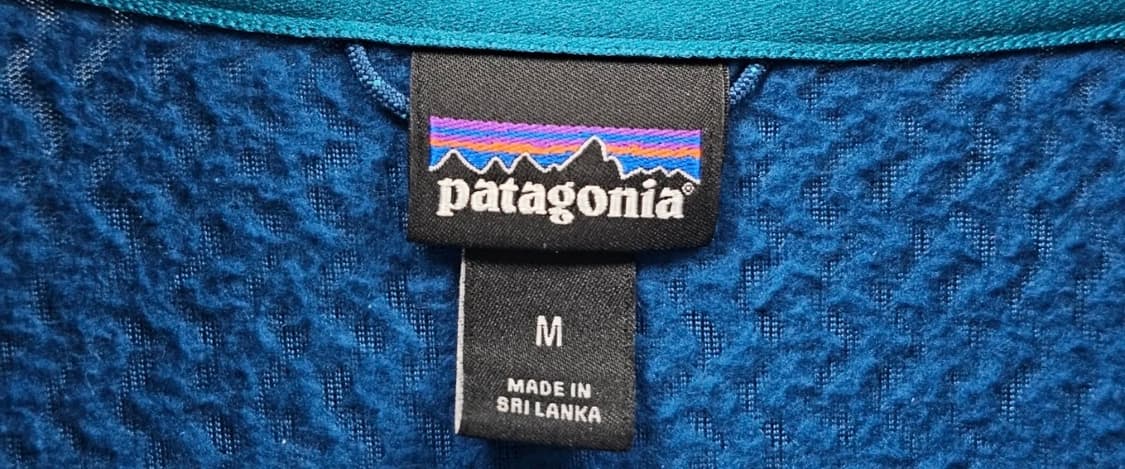 patagonia®
M
MADE IN
SRI LANKA